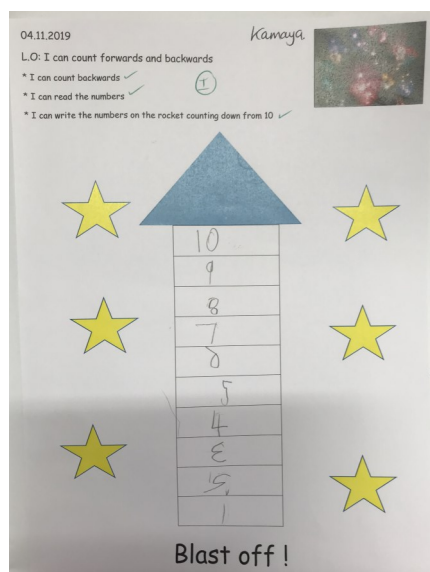 04.11.2019 Kamaya
L.O: I can count forwards and backwards
* I can count backwards ✓
I
* I can read the numbers ✓
* I can write the numbers on the rocket counting down from 10 ✓
10
9
8
7
6
5
4
3
2
1
Blast off !